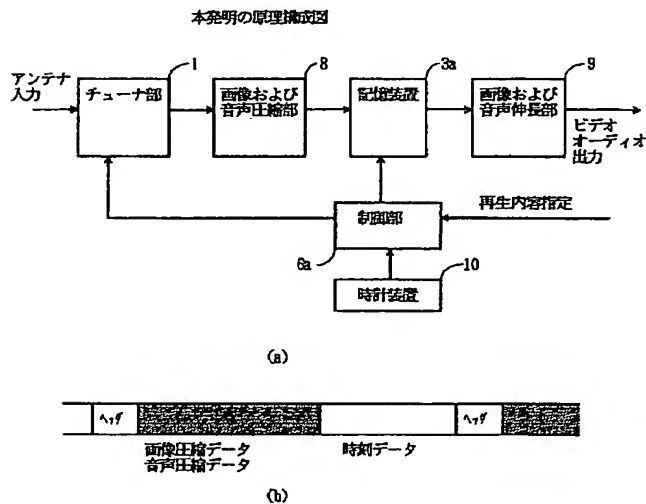 本発明の原理構成図
1
8
3a
9
アンテナ
入力
チューナ部
画像および
音声圧縮部
記憶装置
画像および
音声伸長部
ビデオ
オーディオ
出力
制御部
再生内容指定
6a
10
時計装置
(a)
ヘッダ
ヘッダ
画像圧縮データ
音声圧縮データ
時刻データ
(b)